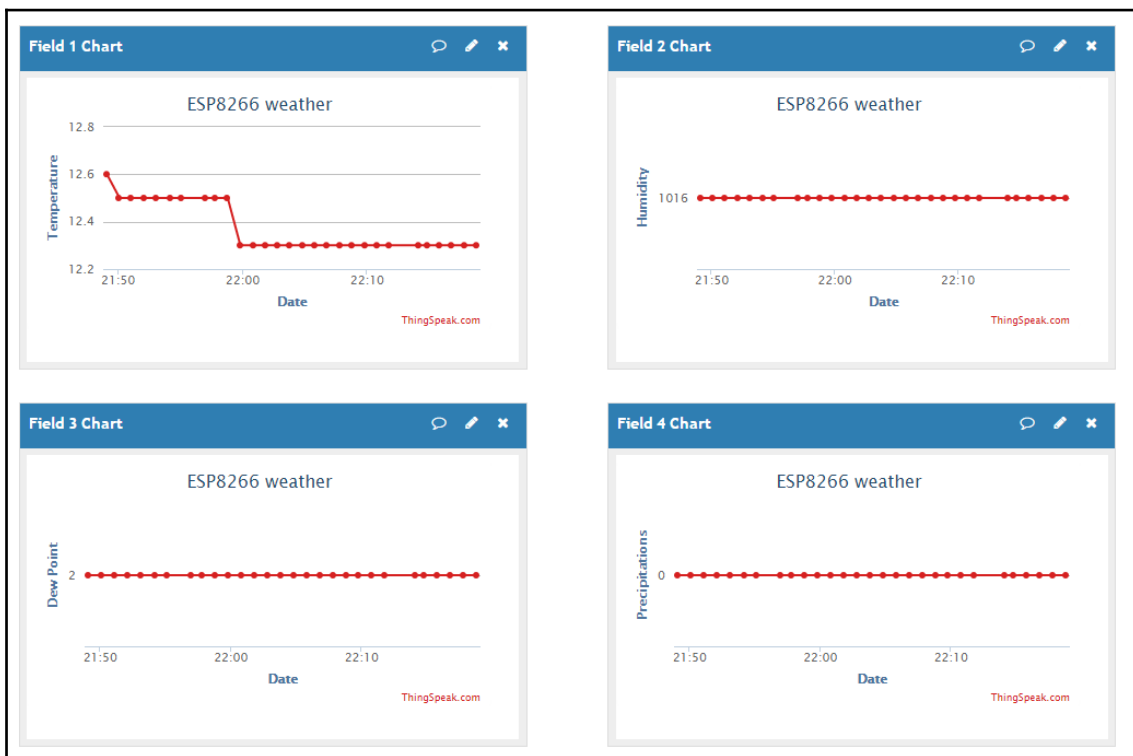 Field 1 Chart
ESP8266 weather
12.8
12.6
12.4
12.2
Temperature
21:50 22:00 22:10
Date
ThingSpeak.com
Field 2 Chart
ESP8266 weather
1016
Humidity
21:50 22:00 22:10
Date
ThingSpeak.com
Field 3 Chart
ESP8266 weather
2
Dew Point
21:50 22:00 22:10
Date
ThingSpeak.com
Field 4 Chart
ESP8266 weather
0
Precipitations
21:50 22:00 22:10
Date
ThingSpeak.com